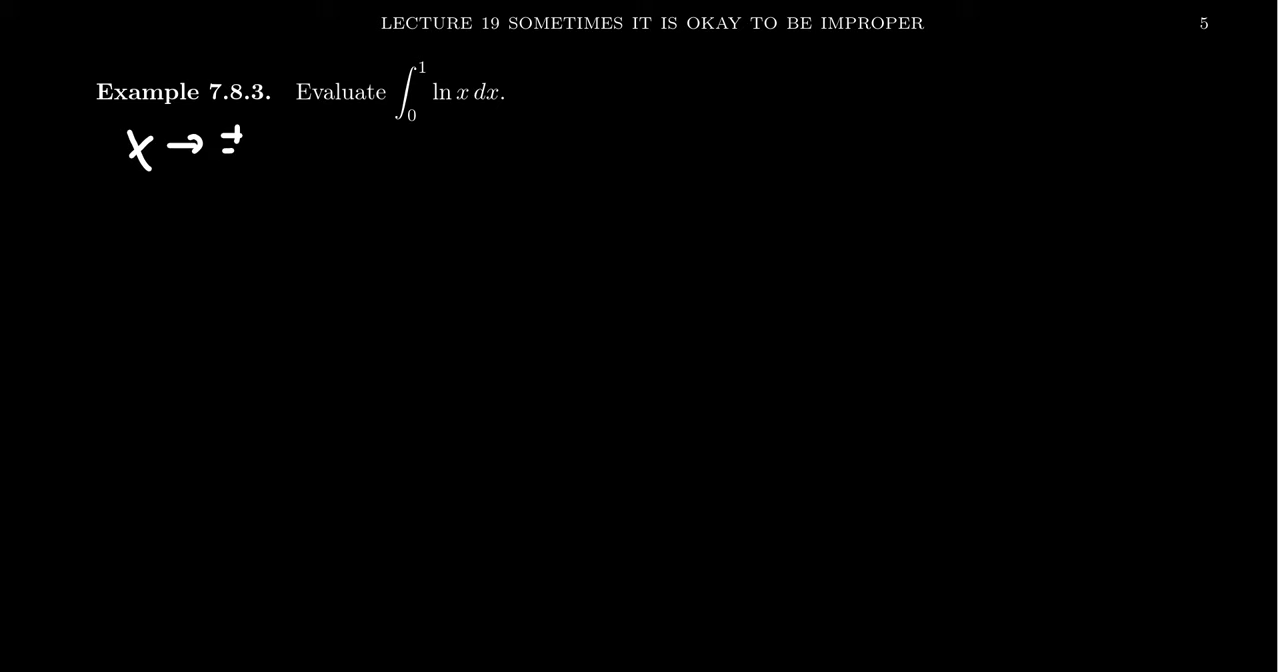 LECTURE 19 SOMETIMES IT IS OKAY TO BE IMPROPER 5
Example 7.8.3. Evaluate ∫₀¹ ln x dx.
x → ±